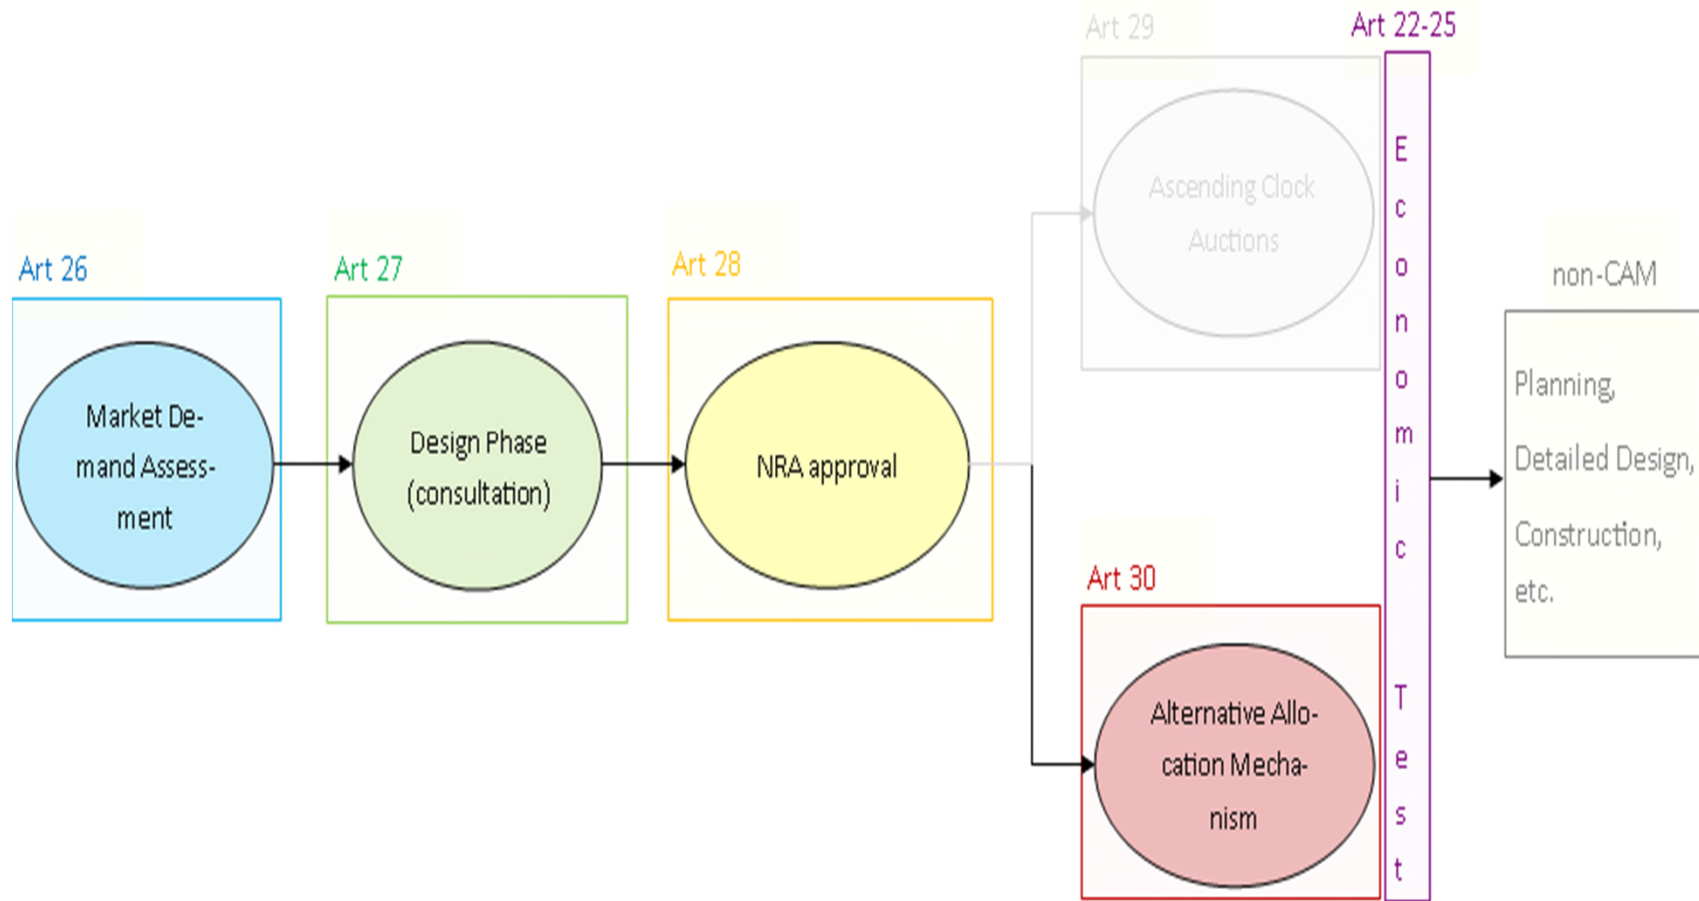 Art 26
Market De-
mand Assess-
ment
Art 27
Design Phase
(consultation)
Art 28
NRA approval
Art 29
Ascending Clock
Auctions
Art 30
Alternative Allo-
cation Mecha-
nism
Art 22-25
E
c
o
n
o
m
i
c
T
e
s
t
non-CAM
Planning,
Detailed Design,
Construction,
etc.